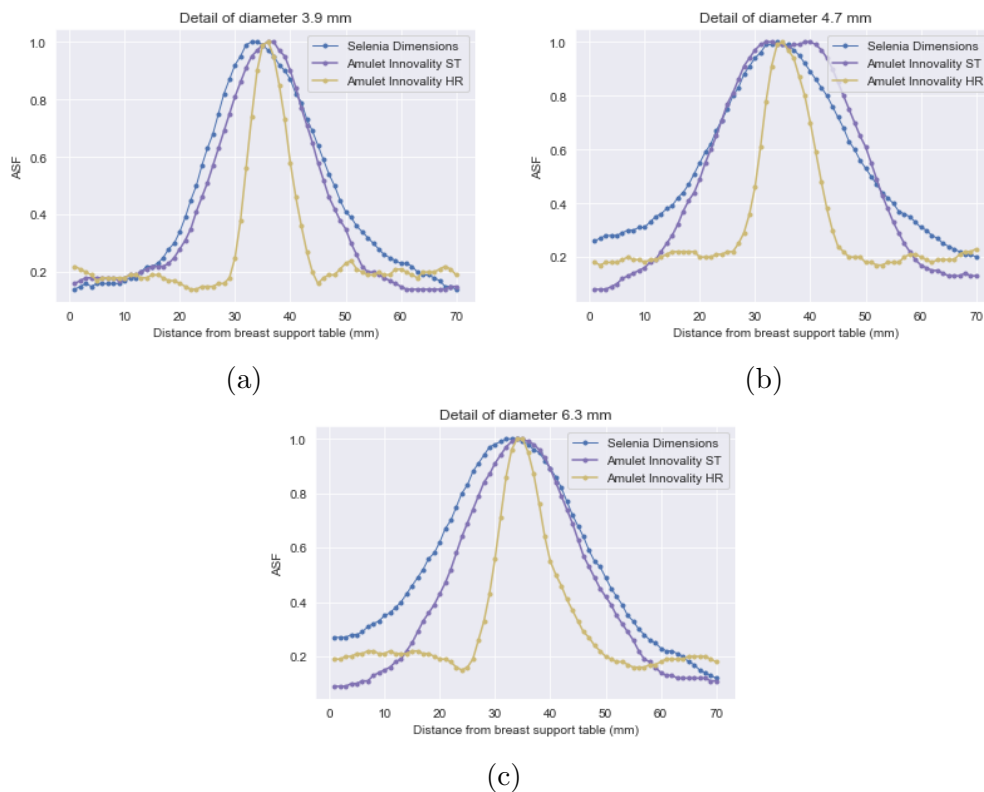 Detail of diameter 3.9 mm
1.0
0.8
0.6
0.4
0.2
ASF
Selenia Dimensions
Amulet Innovality ST
Amulet Innovality HR
0 10 20 30 40 50 60 70
Distance from breast support table (mm)
(a)
Detail of diameter 4.7 mm
1.0
0.8
0.6
0.4
0.2
ASF
Selenia Dimensions
Amulet Innovality ST
Amulet Innovality HR
0 10 20 30 40 50 60 70
Distance from breast support table (mm)
(b)
Detail of diameter 6.3 mm
1.0
0.8
0.6
0.4
0.2
ASF
Selenia Dimensions
Amulet Innovality ST
Amulet Innovality HR
0 10 20 30 40 50 60 70
Distance from breast support table (mm)
(c)